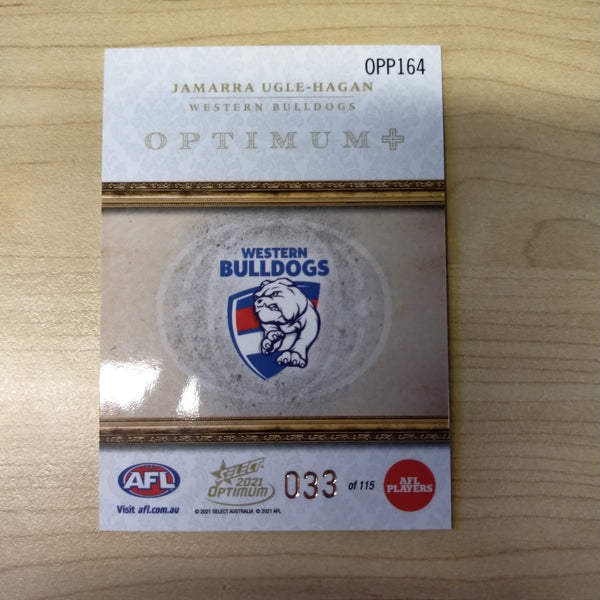 OPP164
JAMARRA UGLE-HAGAN
WESTERN BULLDOGS
OPTIMUM+
WESTERN
BULLDOGS
AFL
Visit afl.com.au
SELECT
2021
OPTIMUM
© 2021 SELECT AUSTRALIA © 2021 AFL
033 of 115
AFL
PLAYERS